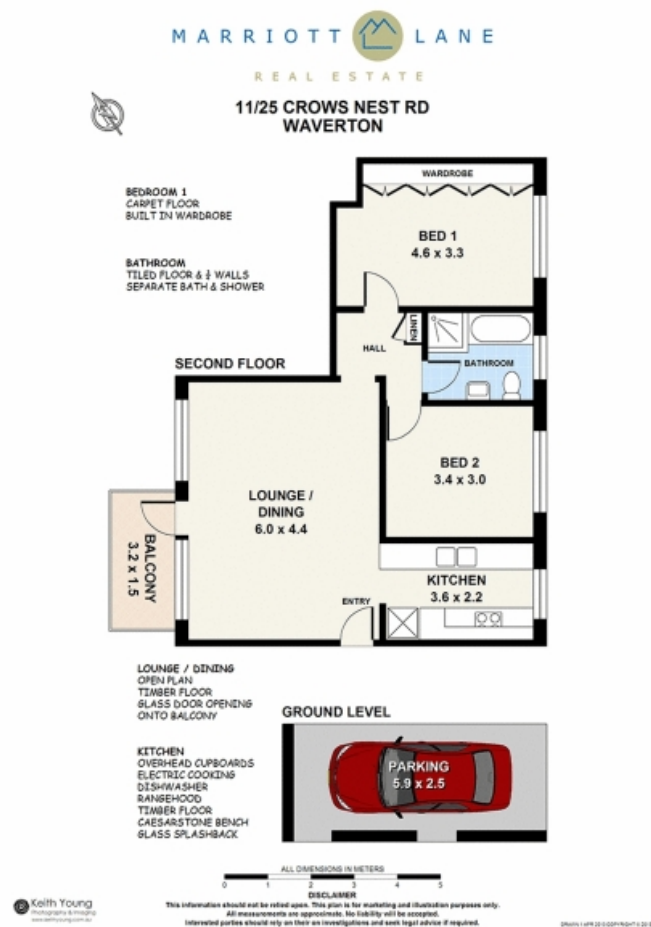 MARRIOTT LANE
REAL ESTATE
11/25 CROWS NEST RD
WAVERTON
BEDROOM 1
CARPET FLOOR
BUILT IN WARDROBE
BATHROOM
TILED FLOOR & ½ WALLS
SEPARATE BATH & SHOWER
WARDROBE
BED 1
4.6 x 3.3
LINEN
HALL
BATHROOM
SECOND FLOOR
BED 2
3.4 x 3.0
LOUNGE /
DINING
6.0 x 4.4
BALCONY
3.2 x 1.5
KITCHEN
3.6 x 2.2
ENTRY
LOUNGE / DINING
OPEN PLAN
TIMBER FLOOR
GLASS DOOR OPENING
ONTO BALCONY
GROUND LEVEL
PARKING
5.9 x 2.5
KITCHEN
OVERHEAD CUPBOARDS
ELECTRIC COOKING
DISHWASHER
RANGEHOOD
TIMBER FLOOR
CAESARSTONE BENCH
GLASS SPLASHBACK
ALL DIMENSIONS IN METERS
0 1 2 3 4 5
DISCLAIMER
This information should not be relied upon. This plan is for marketing and illustration purposes only.
All measurements are approximate. No liability will be accepted.
Interested parties should rely on their on investigations and seek legal advice if required.
Keith Young
Photography & Imaging
www.keithyoung.com.au